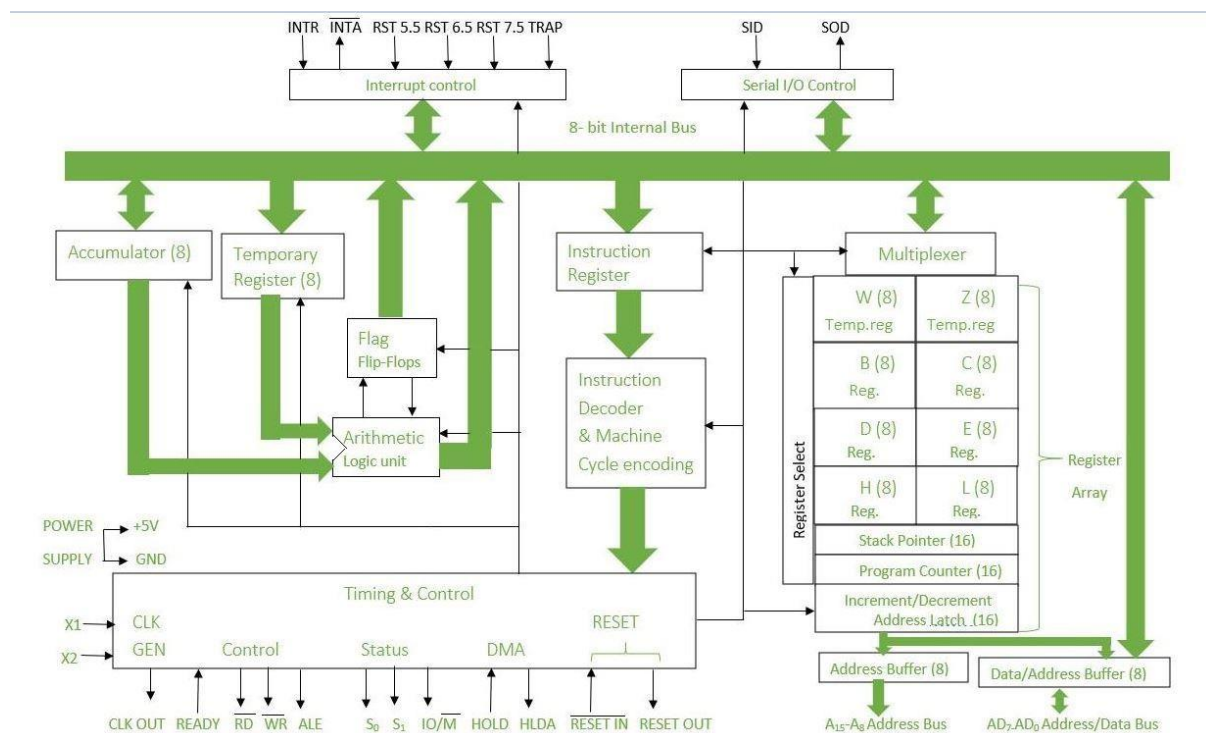 INTR INTA RST 5.5 RST 6.5 RST 7.5 TRAP SID SOD
Interrupt control
Serial I/O Control
8- bit Internal Bus
Accumulator (8)
Temporary
Register (8)
Flag
Flip-Flops
Arithmetic
Logic unit
Instruction
Register
Instruction
Decoder
& Machine
Cycle encoding
Multiplexer
Register Select
W (8)
Temp.reg
Z (8)
Temp.reg
B (8)
Reg.
C (8)
Reg.
D (8)
Reg.
E (8)
Reg.
H (8)
Reg.
L (8)
Reg.
Stack Pointer (16)
Program Counter (16)
Increment/Decrement
Address Latch (16)
Register
Array
POWER +5V
SUPPLY GND
Timing & Control
X1
X2
CLK
GEN
Control
Status
DMA
RESET
CLK OUT READY RD WR ALE S₀ S₁ IO/M HOLD HLDA RESET IN RESET OUT
Address Buffer (8)
Data/Address Buffer (8)
A₁₅-A₈ Address Bus
AD₇-AD₀ Address/Data Bus